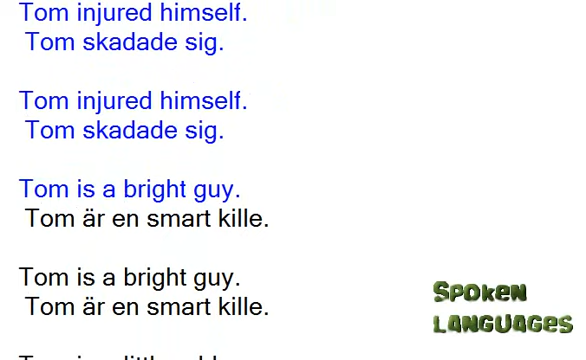 Tom injured himself.
Tom skadade sig.
Tom injured himself.
Tom skadade sig.
Tom is a bright guy.
Tom är en smart kille.
Tom is a bright guy.
Tom är en smart kille.
Spoken
Languages